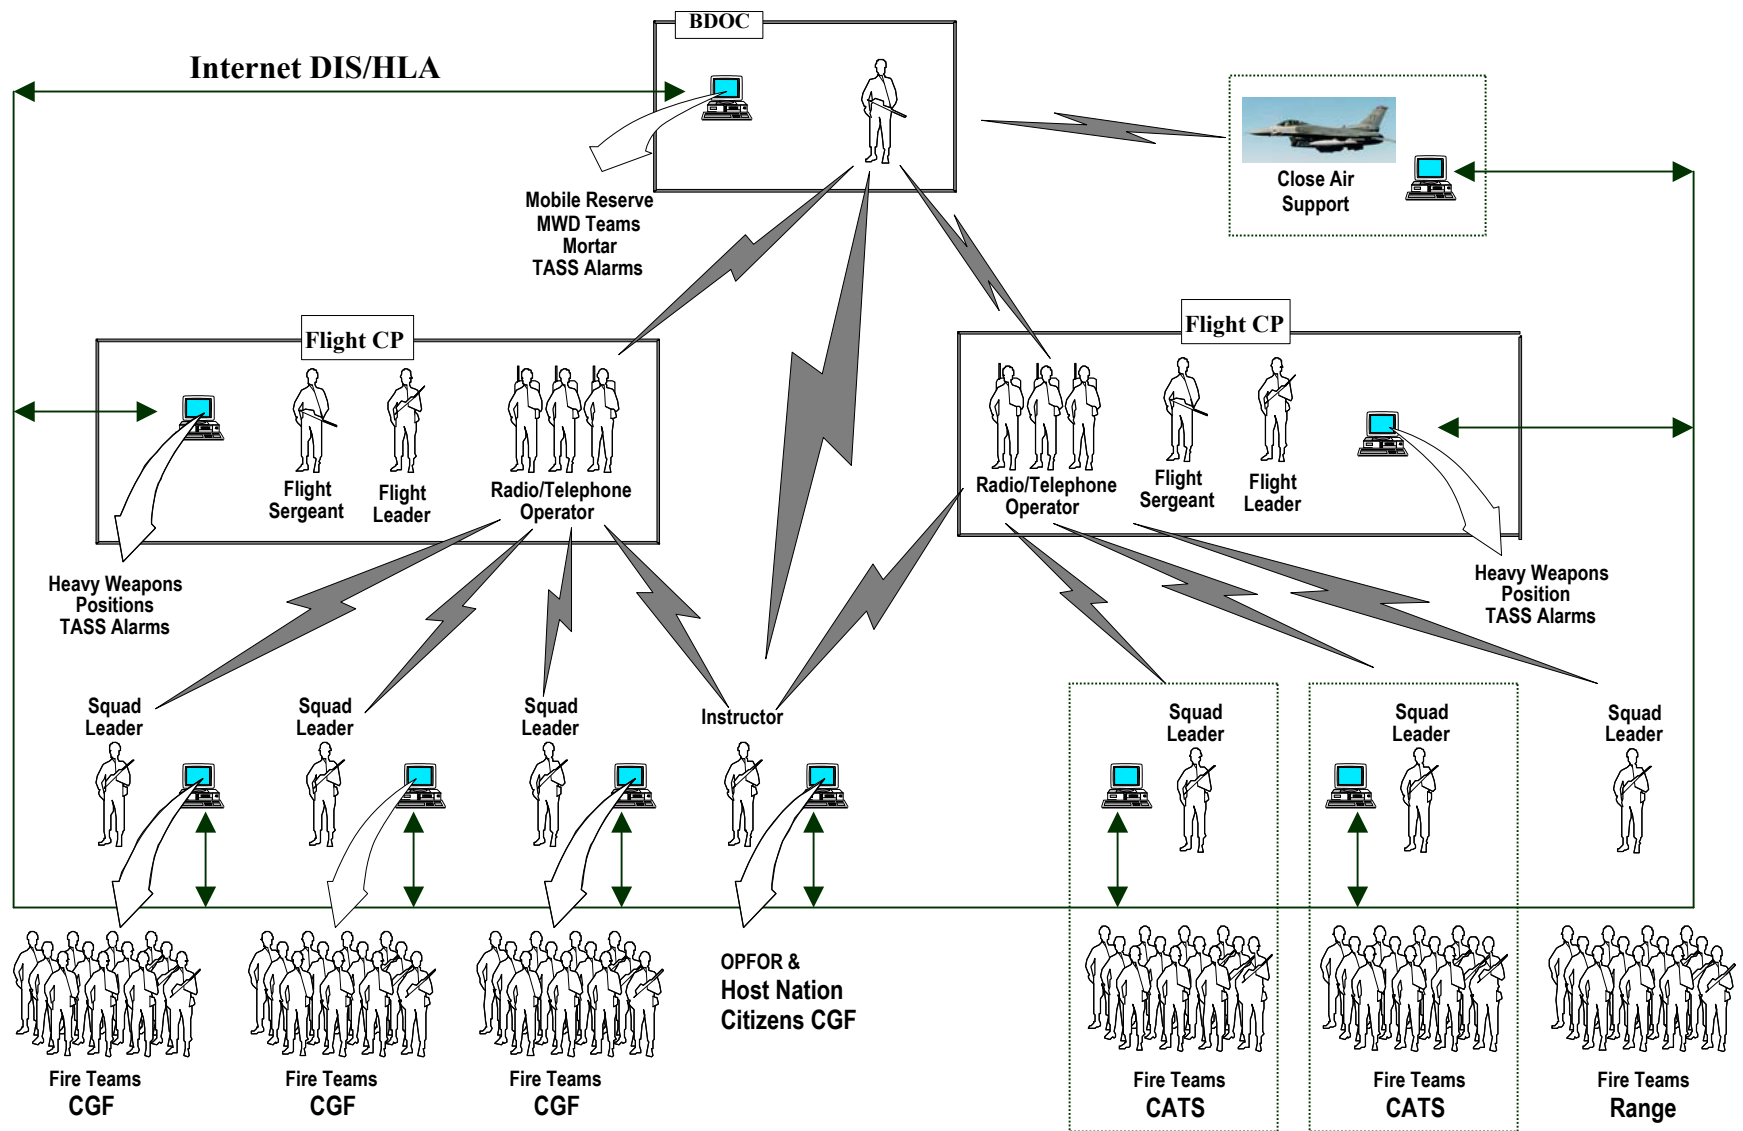 BDOC
Internet DIS/HLA
Close Air
Support
Mobile Reserve
MWD Teams
Mortar
TASS Alarms
Flight CP
Flight CP
Flight
Sergeant
Flight
Leader
Radio/Telephone
Operator
Radio/Telephone
Operator
Flight
Sergeant
Flight
Leader
Heavy Weapons
Positions
TASS Alarms
Heavy Weapons
Position
TASS Alarms
Squad
Leader
Squad
Leader
Squad
Leader
Instructor
Squad
Leader
Squad
Leader
Squad
Leader
OPFOR &
Host Nation
Citizens CGF
Fire Teams
CGF
Fire Teams
CGF
Fire Teams
CGF
Fire Teams
CATS
Fire Teams
CATS
Fire Teams
Range